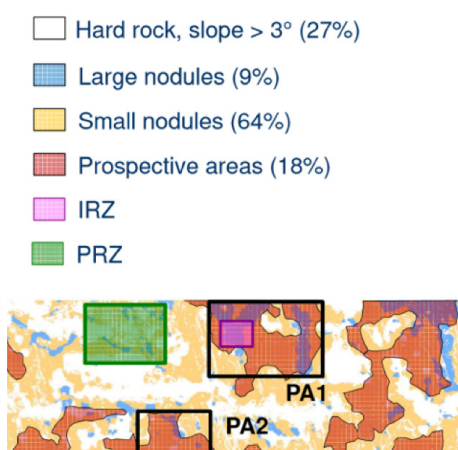 Hard rock, slope > 3° (27%)
Large nodules (9%)
Small nodules (64%)
Prospective areas (18%)
IRZ
PRZ
PA1
PA2